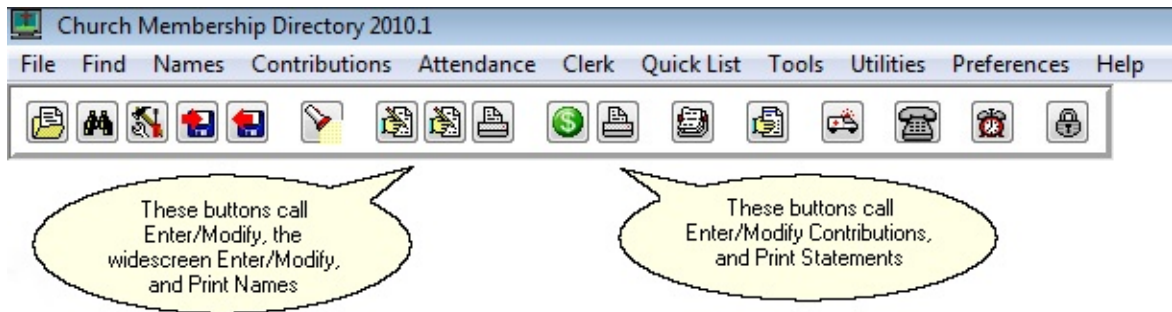 Church Membership Directory 2010.1
File Find Names Contributions Attendance Clerk Quick List Tools Utilities Preferences Help
$
These buttons call
Enter/Modify, the
widescreen Enter/Modify,
and Print Names
These buttons call
Enter/Modify Contributions,
and Print Statements